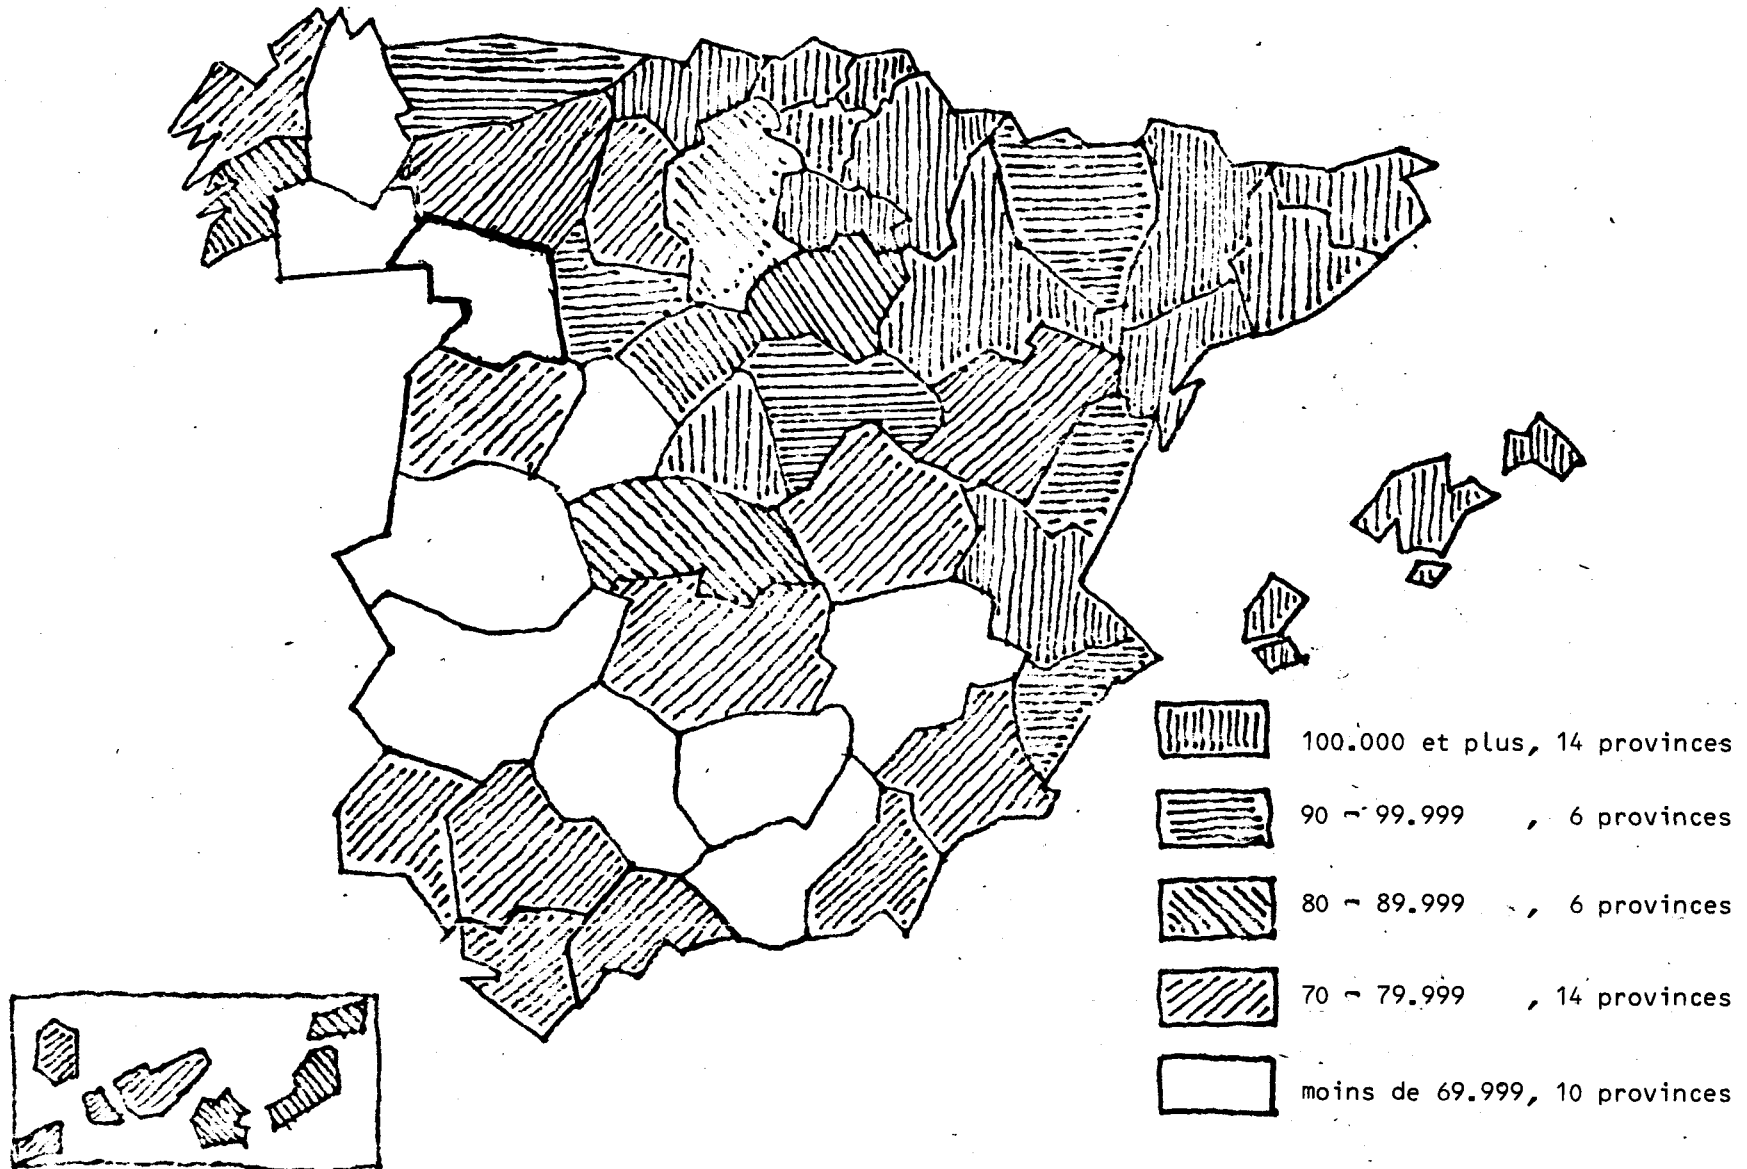 100.000 et plus, 14 provinces
90 - 99.999 , 6 provinces
80 - 89.999 , 6 provinces
70 - 79.999 , 14 provinces
moins de 69.999, 10 provinces